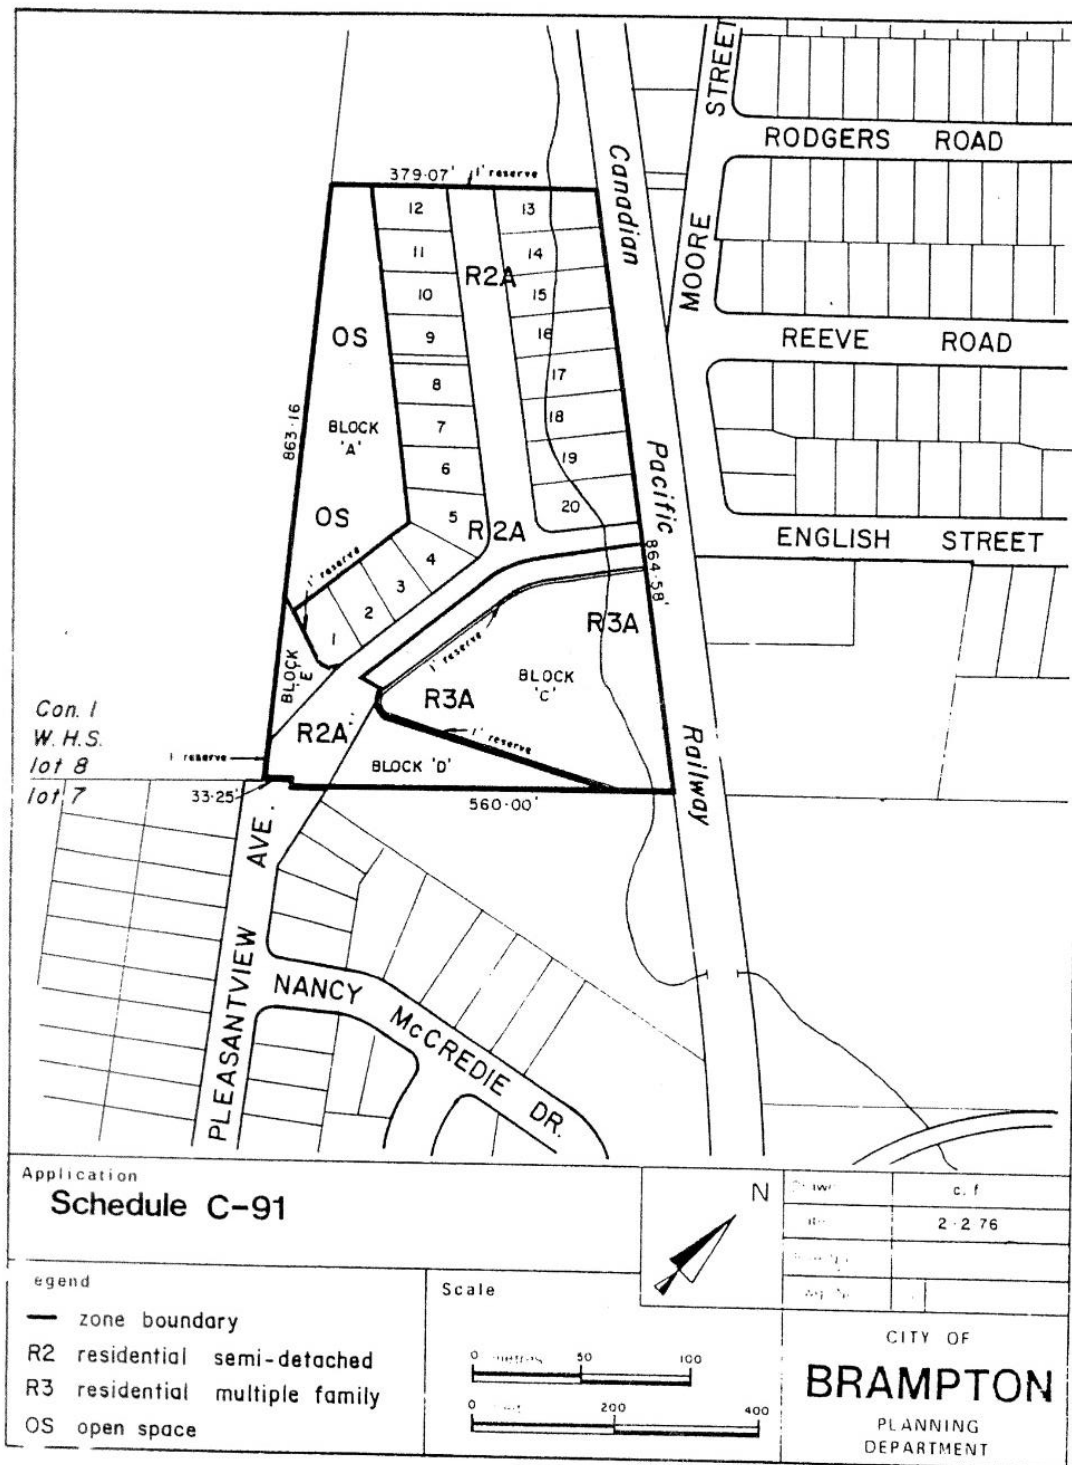 STREET
RODGERS ROAD
379·07'
1' reserve
Canadian
12
13
11
14
R2A
MOORE
10
15
OS
9
16
REEVE ROAD
8
17
863·16
BLOCK
'A'
7
18
Pacific
6
19
OS
5
20
R2A
ENGLISH STREET
864·58'
1' reserve
4
3
2
1
R3A
1' reserve
BLOCK
'E'
BLOCK
'C'
R3A
Con. 1
W. H.S.
lot 8
lot 7
R2A
1' reserve
Railway
reserve
BLOCK 'D'
33·25'
560·00'
PLEASANTVIEW AVE.
NANCY McCREDIE DR.
Application
Schedule C-91
N
c. f
2·2 76
egend
zone boundary
R2 residential semi-detached
R3 residential multiple family
OS open space
Scale
0 metres 50 100
0 200 400
CITY OF
BRAMPTON
PLANNING
DEPARTMENT